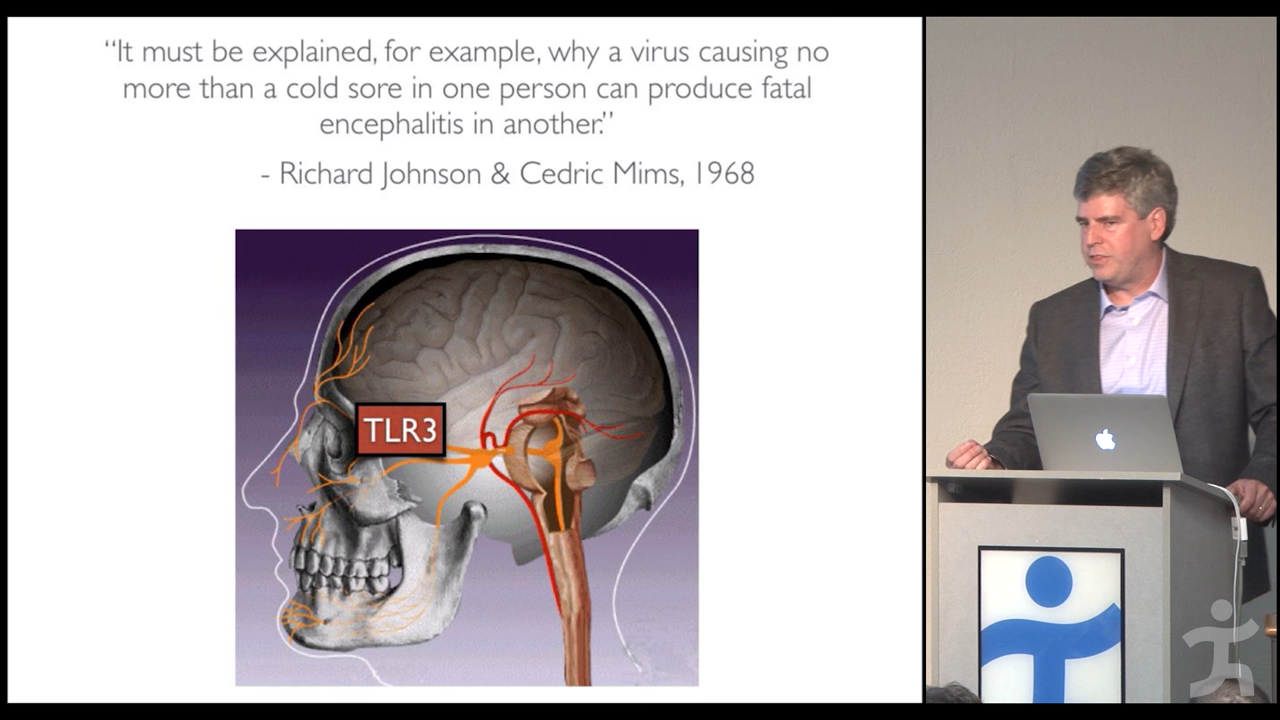 “It must be explained, for example, why a virus causing no
more than a cold sore in one person can produce fatal
encephalitis in another.”
- Richard Johnson & Cedric Mims, 1968
TLR3